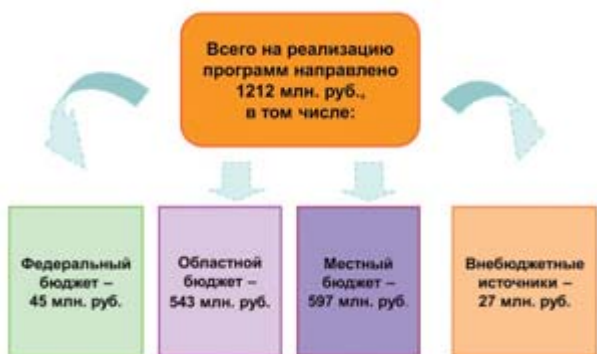 Всего на реализацию
программ направлено
1212 млн. руб.,
в том числе:
Федеральный
бюджет –
45 млн. руб.
Областной
бюджет –
543 млн. руб.
Местный
бюджет –
597 млн. руб.
Внебюджетные
источники –
27 млн. руб.